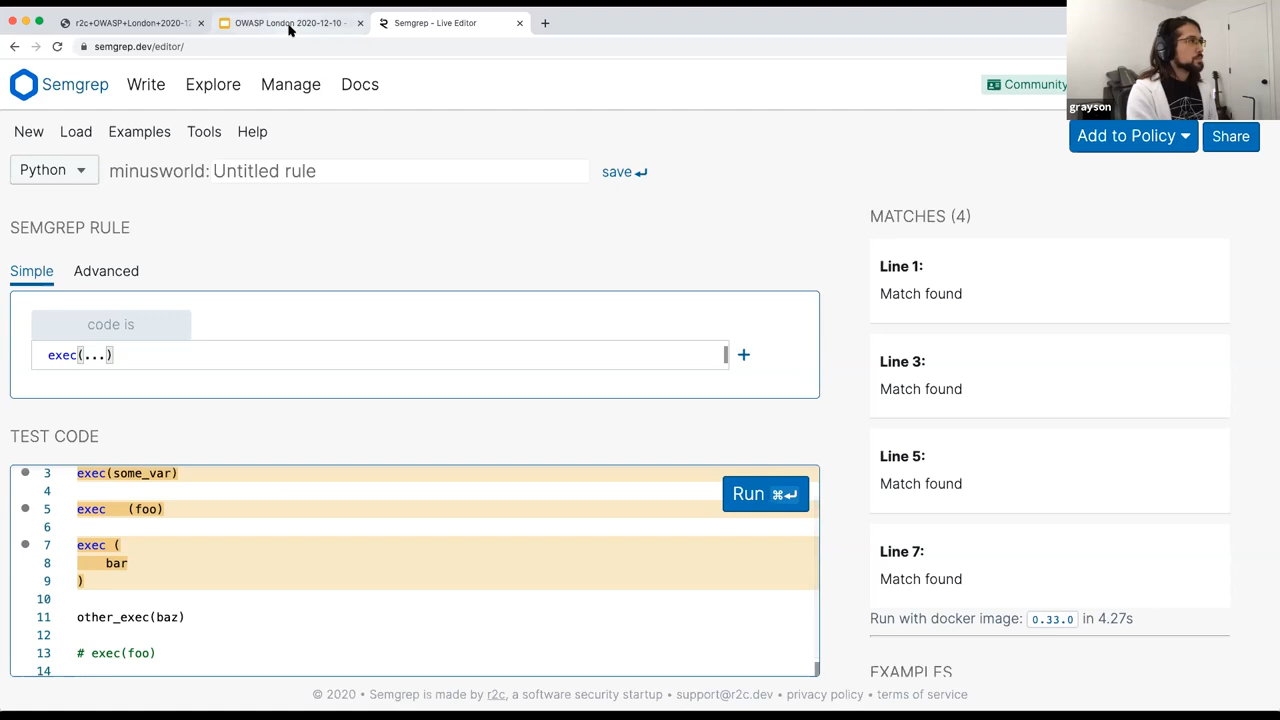 r2c+OWASP+London+2020-12
OWASP London 2020-12-10 -
Semgrep - Live Editor
semgrep.dev/editor/
Semgrep Write Explore Manage Docs
Community
grayson
New Load Examples Tools Help
Add to Policy Share
Python minusworld: Untitled rule save
SEMGREP RULE
Simple Advanced
code is
exec(...)
TEST CODE
3 exec(some_var)
4
5 exec   (foo)
6
7 exec (
8     bar
9 )
10
11 other_exec(baz)
12
13 # exec(foo)
14
Run ⌘
MATCHES (4)
Line 1:
Match found
Line 3:
Match found
Line 5:
Match found
Line 7:
Match found
Run with docker image: 0.33.0 in 4.27s
EXAMPLES
© 2020 • Semgrep is made by r2c, a software security startup • support@r2c.dev • privacy policy • terms of service